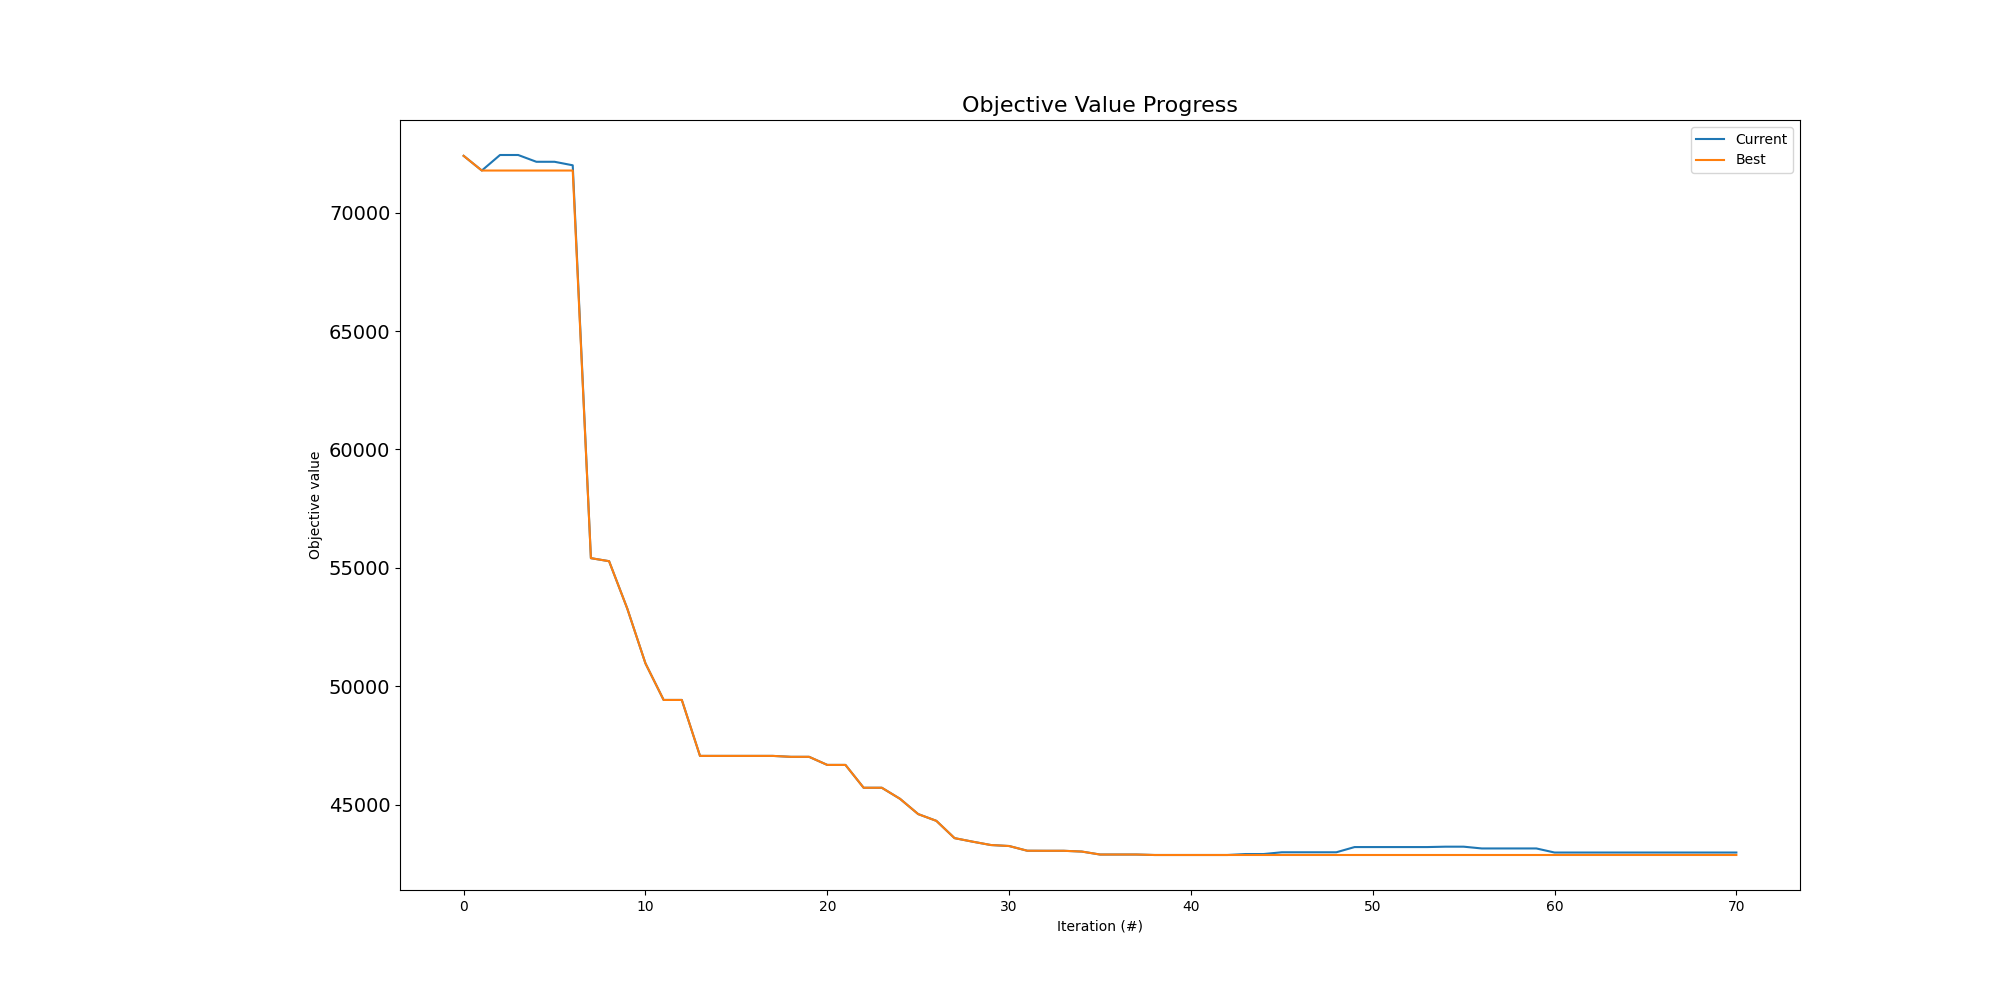 Objective Value Progress
Current
Best
70000
65000
60000
55000
50000
45000
Objective value
0 10 20 30 40 50 60 70
Iteration (#)